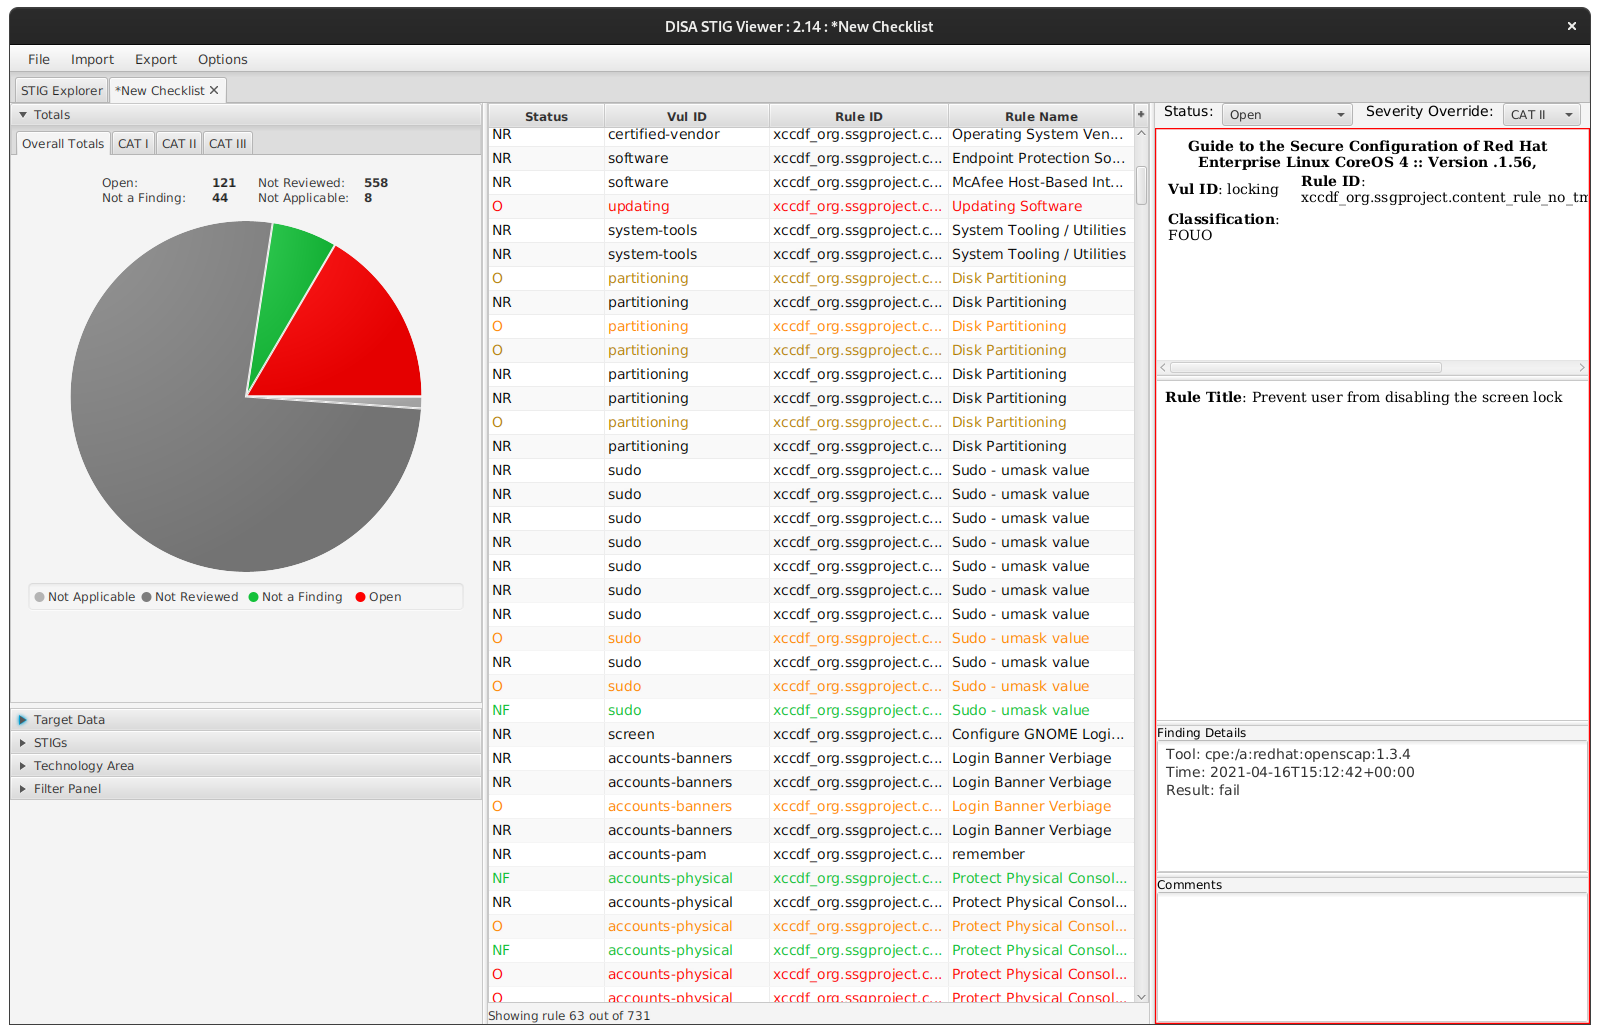 DISA STIG Viewer : 2.14 : *New Checklist ×
File Import Export Options
STIG Explorer *New Checklist ✕
Totals
Overall Totals CAT I CAT II CAT III
Open: 121 Not Reviewed: 558
Not a Finding: 44 Not Applicable: 8
Not Applicable Not Reviewed Not a Finding Open
Target Data
STIGs
Technology Area
Filter Panel
Status Vul ID Rule ID Rule Name +
NR certified-vendor xccdf_org.ssgproject.c... Operating System Ven...
NR software xccdf_org.ssgproject.c... Endpoint Protection So...
NR software xccdf_org.ssgproject.c... McAfee Host-Based Int...
O updating xccdf_org.ssgproject.c... Updating Software
NR system-tools xccdf_org.ssgproject.c... System Tooling / Utilities
NR system-tools xccdf_org.ssgproject.c... System Tooling / Utilities
O partitioning xccdf_org.ssgproject.c... Disk Partitioning
NR partitioning xccdf_org.ssgproject.c... Disk Partitioning
O partitioning xccdf_org.ssgproject.c... Disk Partitioning
O partitioning xccdf_org.ssgproject.c... Disk Partitioning
NR partitioning xccdf_org.ssgproject.c... Disk Partitioning
NR partitioning xccdf_org.ssgproject.c... Disk Partitioning
O partitioning xccdf_org.ssgproject.c... Disk Partitioning
NR partitioning xccdf_org.ssgproject.c... Disk Partitioning
NR sudo xccdf_org.ssgproject.c... Sudo - umask value
NR sudo xccdf_org.ssgproject.c... Sudo - umask value
NR sudo xccdf_org.ssgproject.c... Sudo - umask value
NR sudo xccdf_org.ssgproject.c... Sudo - umask value
NR sudo xccdf_org.ssgproject.c... Sudo - umask value
NR sudo xccdf_org.ssgproject.c... Sudo - umask value
NR sudo xccdf_org.ssgproject.c... Sudo - umask value
O sudo xccdf_org.ssgproject.c... Sudo - umask value
NR sudo xccdf_org.ssgproject.c... Sudo - umask value
O sudo xccdf_org.ssgproject.c... Sudo - umask value
NF sudo xccdf_org.ssgproject.c... Sudo - umask value
NR screen xccdf_org.ssgproject.c... Configure GNOME Logi...
NR accounts-banners xccdf_org.ssgproject.c... Login Banner Verbiage
NR accounts-banners xccdf_org.ssgproject.c... Login Banner Verbiage
O accounts-banners xccdf_org.ssgproject.c... Login Banner Verbiage
NR accounts-banners xccdf_org.ssgproject.c... Login Banner Verbiage
NR accounts-pam xccdf_org.ssgproject.c... remember
NF accounts-physical xccdf_org.ssgproject.c... Protect Physical Consol...
NR accounts-physical xccdf_org.ssgproject.c... Protect Physical Consol...
O accounts-physical xccdf_org.ssgproject.c... Protect Physical Consol...
NF accounts-physical xccdf_org.ssgproject.c... Protect Physical Consol...
O accounts-physical xccdf_org.ssgproject.c... Protect Physical Consol...
O accounts-physical xccdf_org.ssgproject.c... Protect Physical Consol...
Showing rule 63 out of 731
Status: Open Severity Override: CAT II
Guide to the Secure Configuration of Red Hat
Enterprise Linux CoreOS 4 :: Version .1.56,
Vul ID: locking
Rule ID:
xccdf_org.ssgproject.content_rule_no_tm
Classification:
FOUO
Rule Title: Prevent user from disabling the screen lock
Finding Details
Tool: cpe:/a:redhat:openscap:1.3.4
Time: 2021-04-16T15:12:42+00:00
Result: fail
Comments